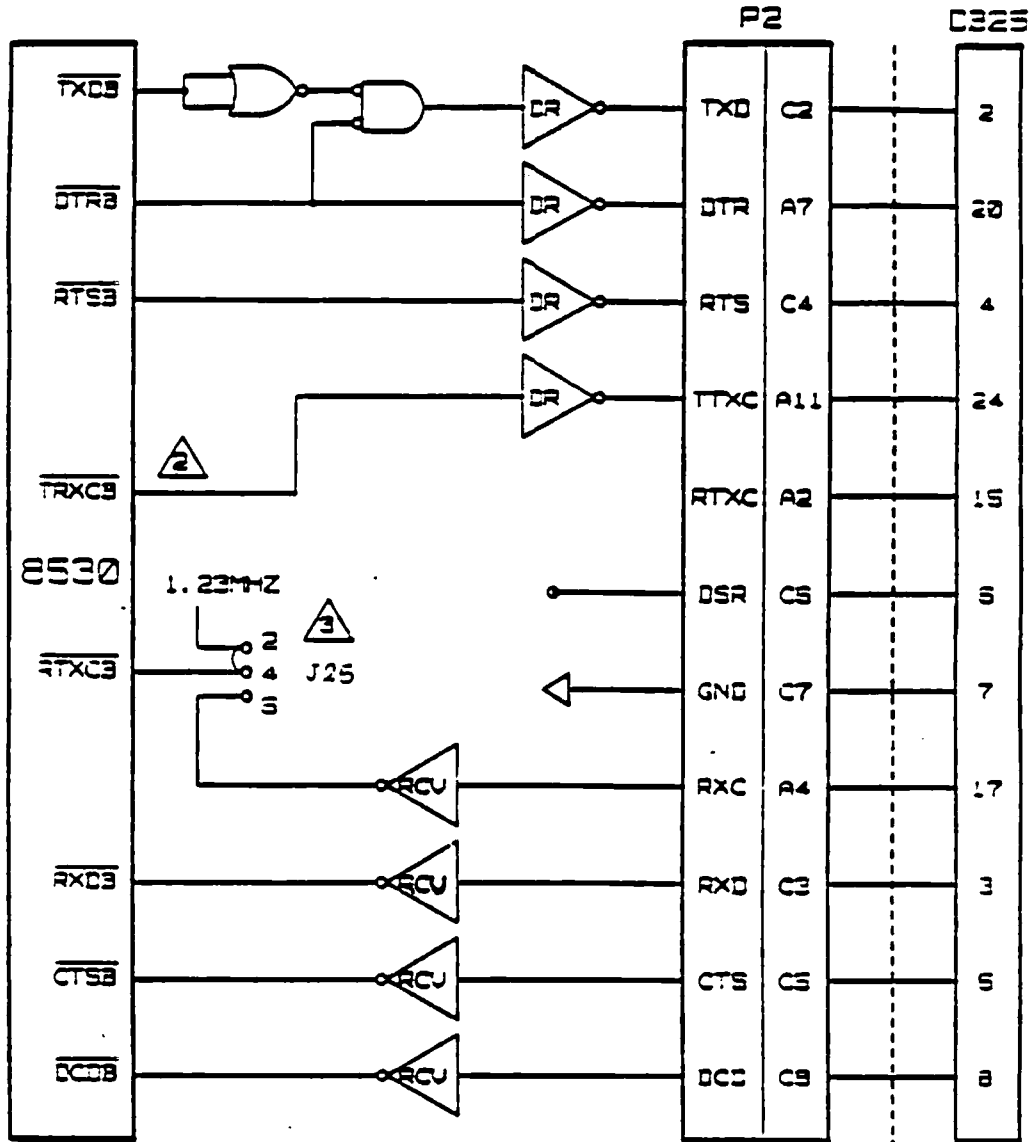 P2 DB25
TXDB DR TXD C2 2
DTRB DR DTR A7 20
RTSB DR RTS C4 4
DR TTXC A11 24
TRXCB 2 RTXC A2 15
8530
1.23MHZ DSR C6 6
3
2
RTXCB 4 GND C7 7
RCV RXC A4 17
RXDB RCV RXD C3 3
CTSB RCV CTS C5 5
DCDB RCV DCD C8 8